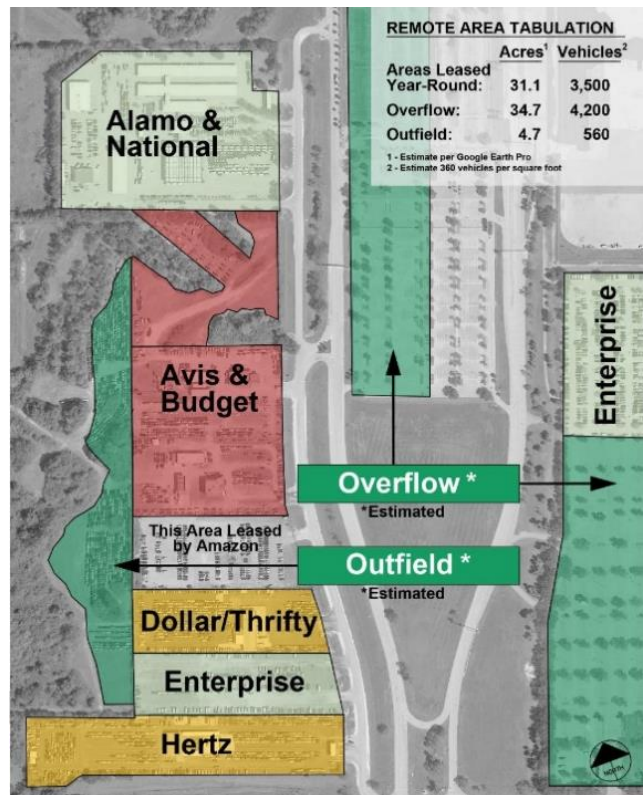 REMOTE AREA TABULATION
Acres¹ Vehicles²
Areas Leased
Year-Round: 31.1 3,500
Overflow: 34.7 4,200
Outfield: 4.7 560
1 - Estimate per Google Earth Pro
2 - Estimate 360 vehicles per square foot
Alamo &
National
Avis &
Budget
Enterprise
Overflow *
*Estimated
This Area Leased
by Amazon
Outfield *
*Estimated
Dollar/Thrifty
Enterprise
Hertz
NORTH